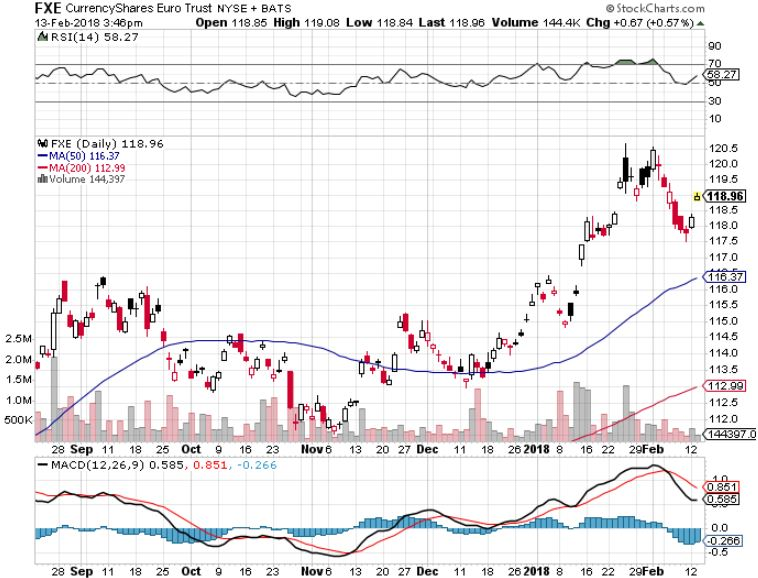 FXE CurrencyShares Euro Trust NYSE + BATS © StockCharts.com
13-Feb-2018 3:46pm Open 118.85 High 119.08 Low 118.84 Last 118.96 Volume 144.4K Chg +0.67 (+0.57%)
RSI(14) 58.27
90
70
58.27
50
30
10
FXE (Daily) 118.96
MA(50) 116.37
MA(200) 112.99
Volume 144,397
120.5
120.0
119.5
118.96
118.5
118.0
117.5
117.0
116.37
116.0
115.5
115.0
2.5M 114.5
2.0M 114.0
113.5
1.5M 112.99
1.0M 112.5
500K 112.0
144397.0
28 Sep 11 18 25 Oct 9 16 23 Nov 6 13 20 27 Dec 11 18 26 2018 8 16 22 29 Feb 12
MACD(12,26,9) 0.585, 0.851, -0.266
1.0
0.851
0.585
0.0
-0.266
-0.5
28 Sep 11 18 25 Oct 9 16 23 Nov 6 13 20 27 Dec 11 18 26 2018 8 16 22 29 Feb 12